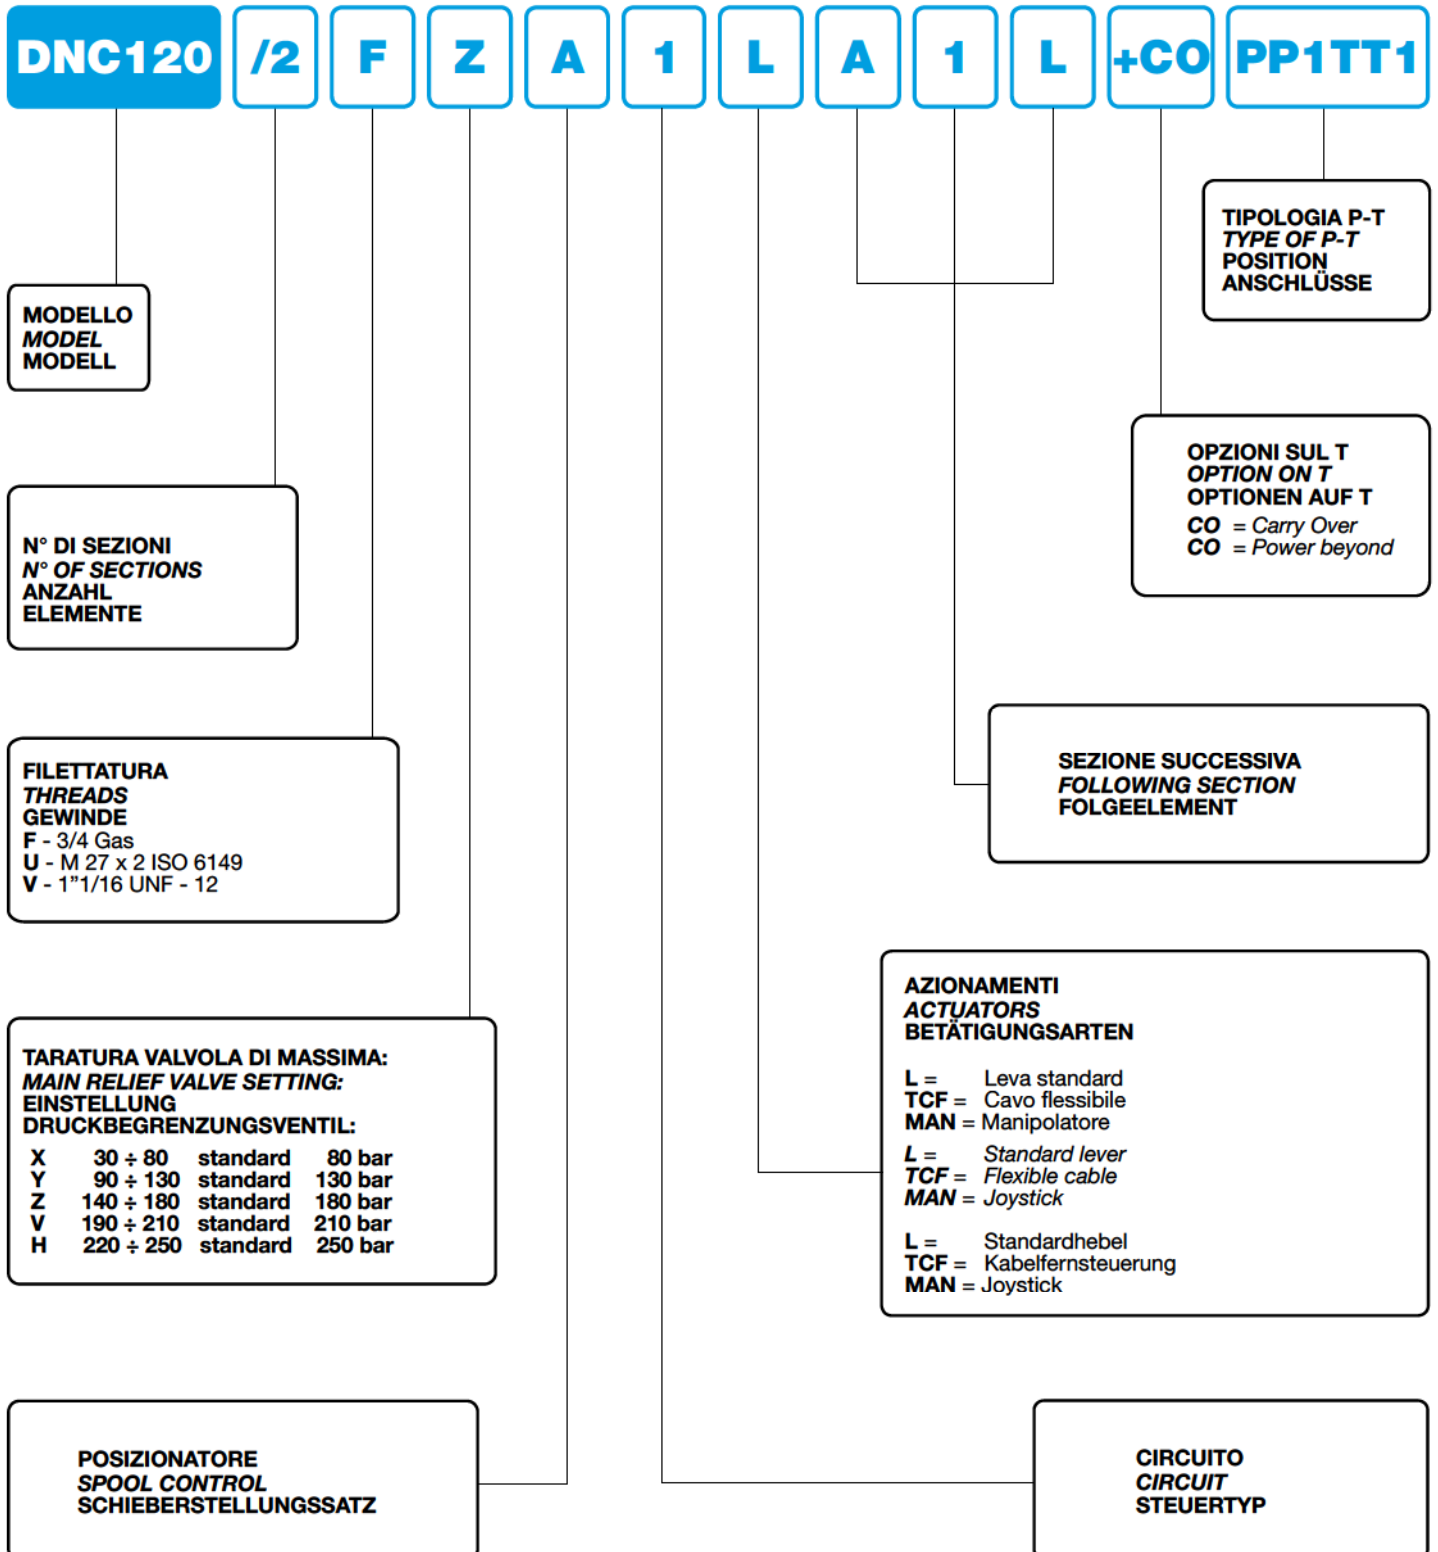 DNC120 /2 F Z A 1 L A 1 L +CO PP1TT1
TIPOLOGIA P-T
TYPE OF P-T
POSITION
ANSCHLÜSSE
MODELLO
MODEL
MODELL
OPZIONI SUL T
OPTION ON T
OPTIONEN AUF T
CO = Carry Over
CO = Power beyond
N° DI SEZIONI
N° OF SECTIONS
ANZAHL
ELEMENTE
SEZIONE SUCCESSIVA
FOLLOWING SECTION
FOLGEELEMENT
FILETTATURA
THREADS
GEWINDE
F - 3/4 Gas
U - M 27 x 2 ISO 6149
V - 1”1/16 UNF - 12
AZIONAMENTI
ACTUATORS
BETÄTIGUNGSARTEN
L = Leva standard
TCF = Cavo flessibile
MAN = Manipolatore
L = Standard lever
TCF = Flexible cable
MAN = Joystick
L = Standardhebel
TCF = Kabelfernsteuerung
MAN = Joystick
TARATURA VALVOLA DI MASSIMA:
MAIN RELIEF VALVE SETTING:
EINSTELLUNG
DRUCKBEGRENZUNGSVENTIL:
X 30 ÷ 80 standard 80 bar
Y 90 ÷ 130 standard 130 bar
Z 140 ÷ 180 standard 180 bar
V 190 ÷ 210 standard 210 bar
H 220 ÷ 250 standard 250 bar
POSIZIONATORE
SPOOL CONTROL
SCHIEBERSTELLUNGSSATZ
CIRCUITO
CIRCUIT
STEUERTYP